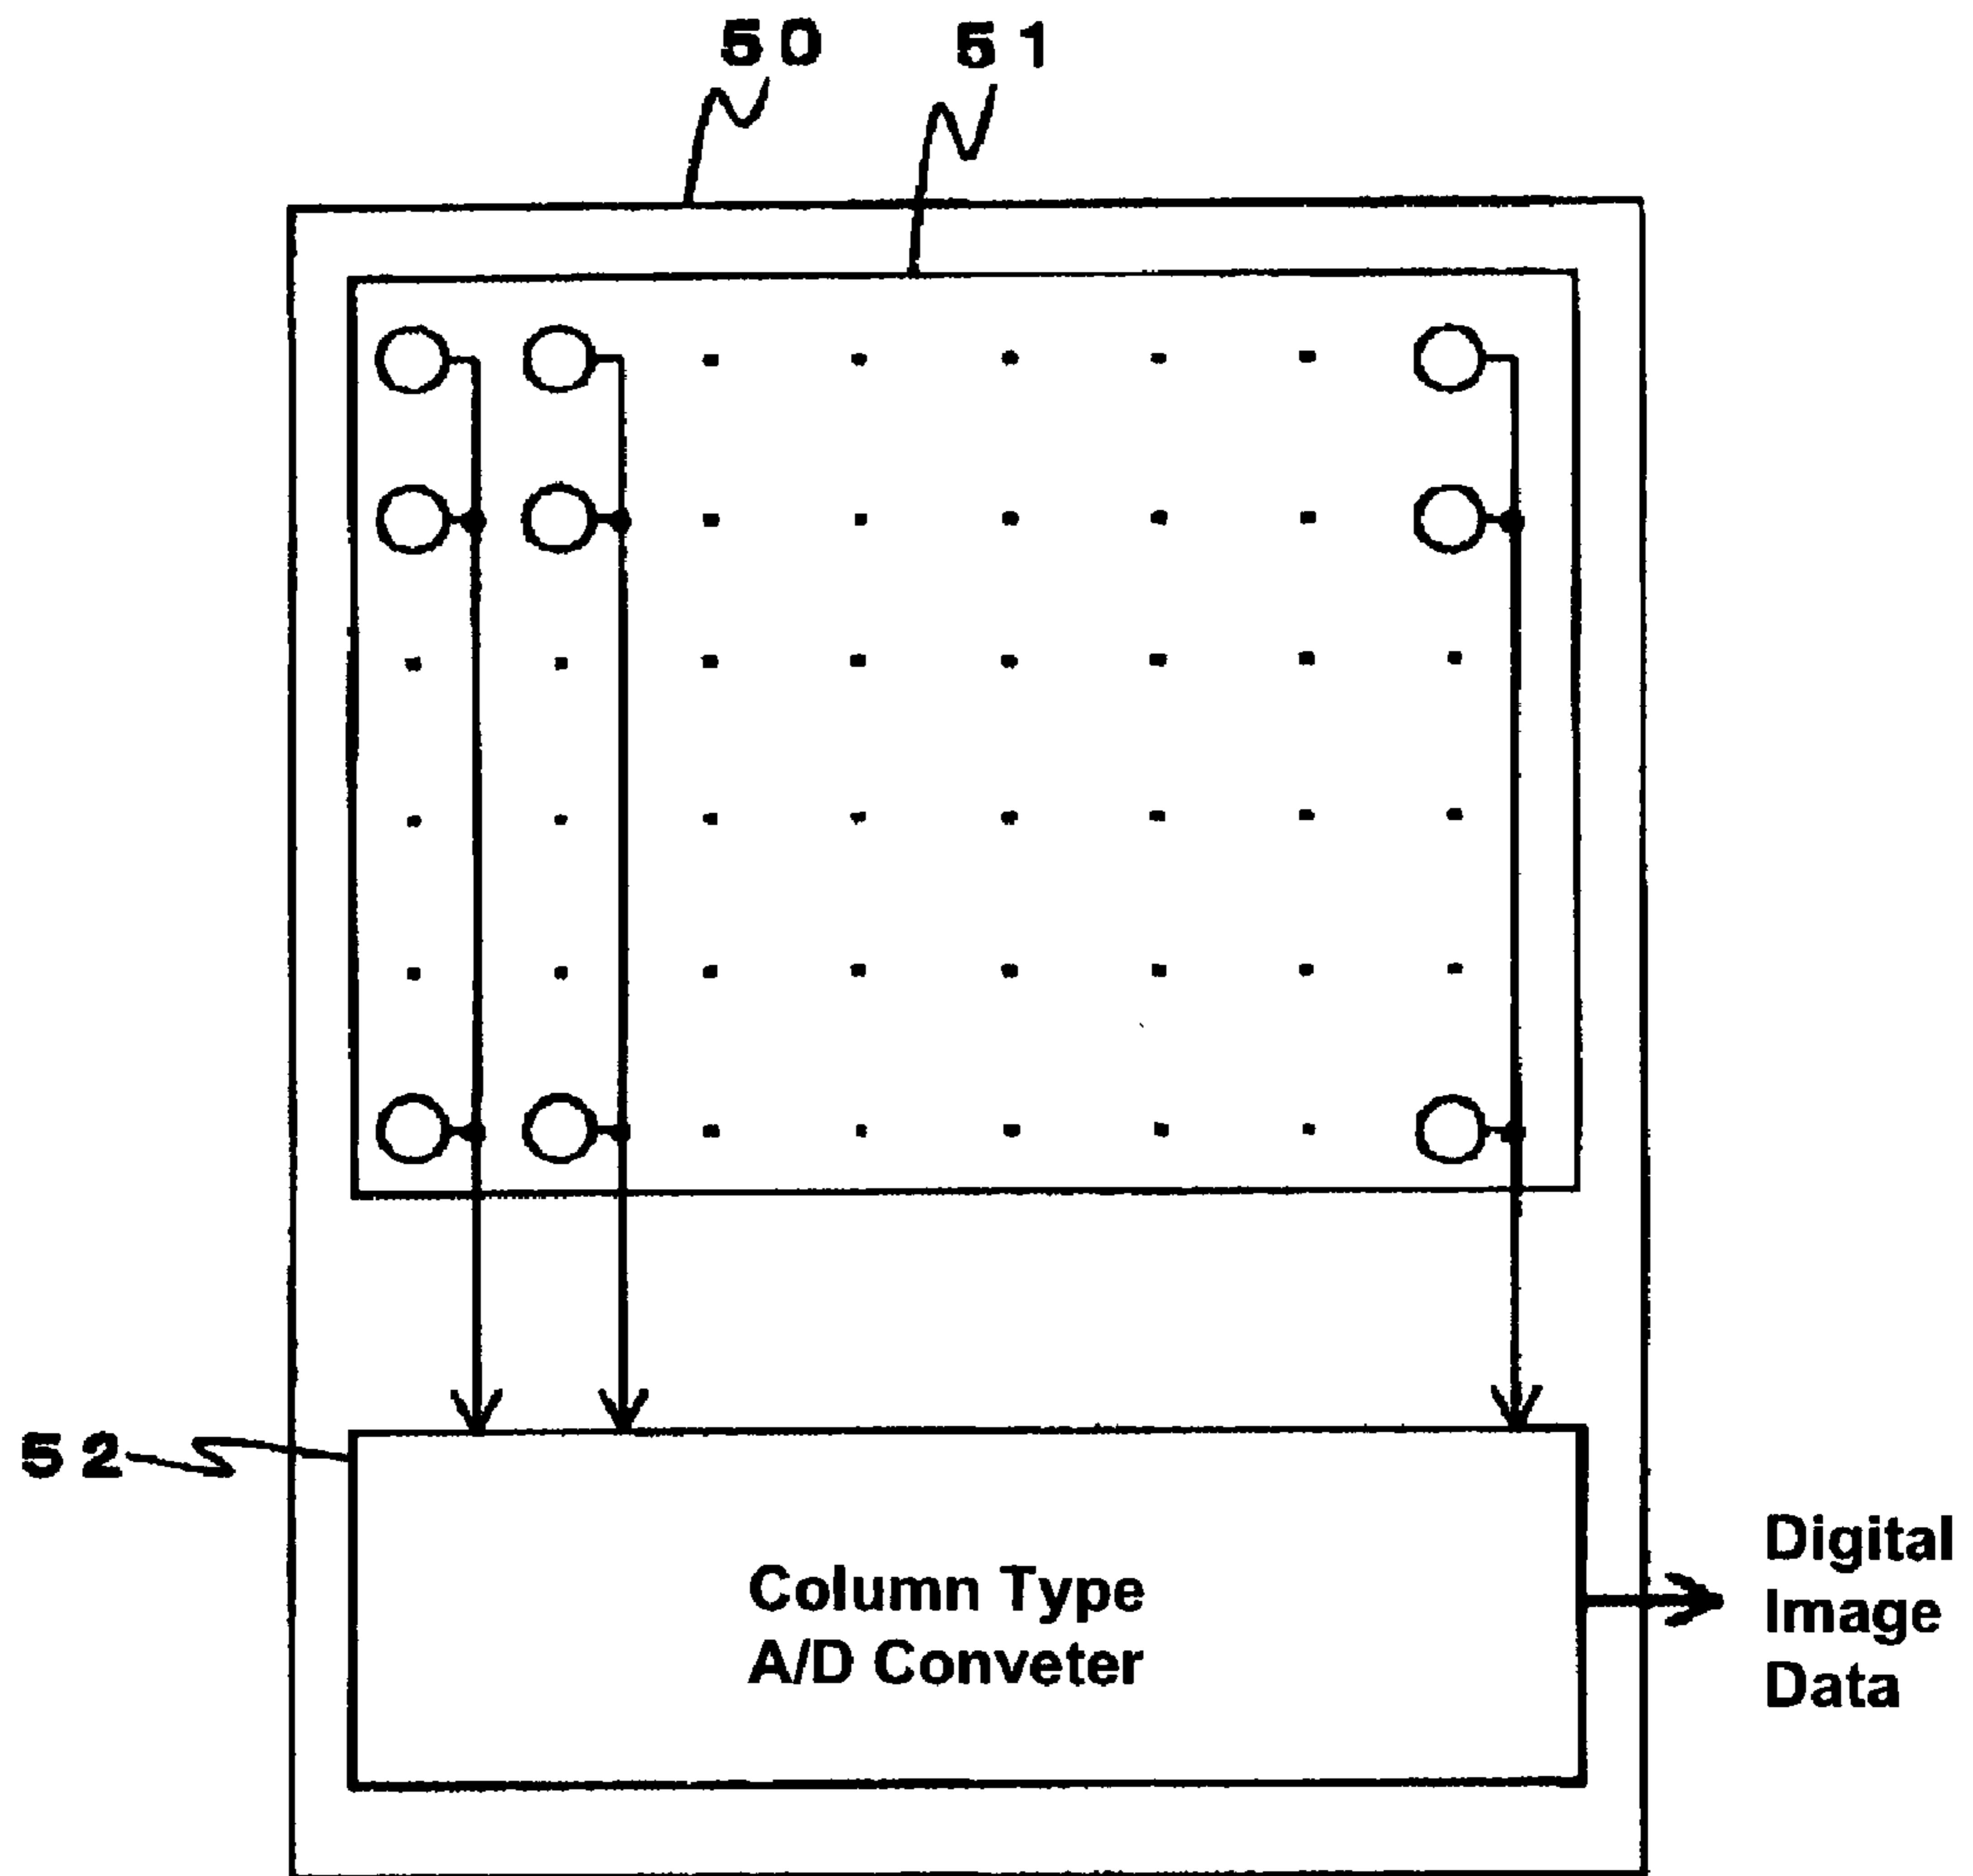 50
51
52
Column Type
A/D Conveter
Digital
Image
Data